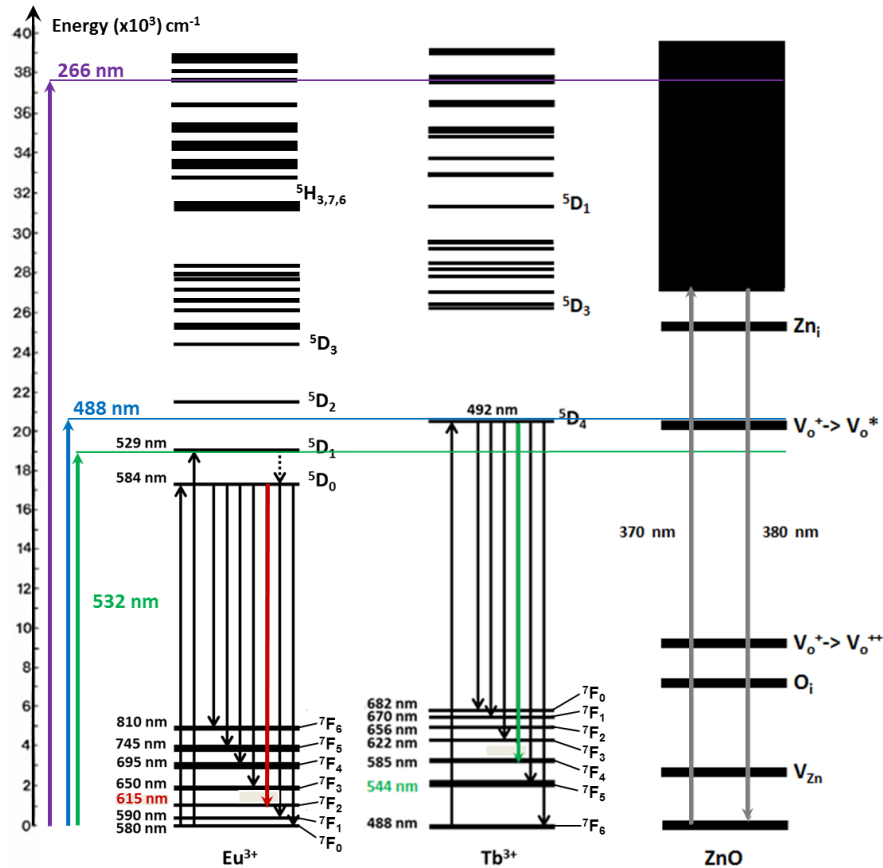 Energy (x10³) cm⁻¹
40
38
36
34
32
30
28
26
24
22
20
18
16
14
12
10
8
6
4
2
0
266 nm
488 nm
532 nm
⁵H₃,₇,₆
⁵D₃
⁵D₂
529 nm
⁵D₁
584 nm
⁵D₀
810 nm
⁷F₆
745 nm
⁷F₅
695 nm
⁷F₄
650 nm
⁷F₃
615 nm
⁷F₂
590 nm
⁷F₁
580 nm
⁷F₀
Eu³⁺
⁵D₁
⁵D₃
492 nm
⁵D₄
682 nm
⁷F₀
670 nm
⁷F₁
656 nm
⁷F₂
622 nm
⁷F₃
585 nm
⁷F₄
544 nm
⁷F₅
488 nm
⁷F₆
Tb³⁺
Znᵢ
Vₒ⁺-> Vₒ*
370 nm
380 nm
Vₒ⁺-> Vₒ⁺⁺
Oᵢ
V_Zn
ZnO